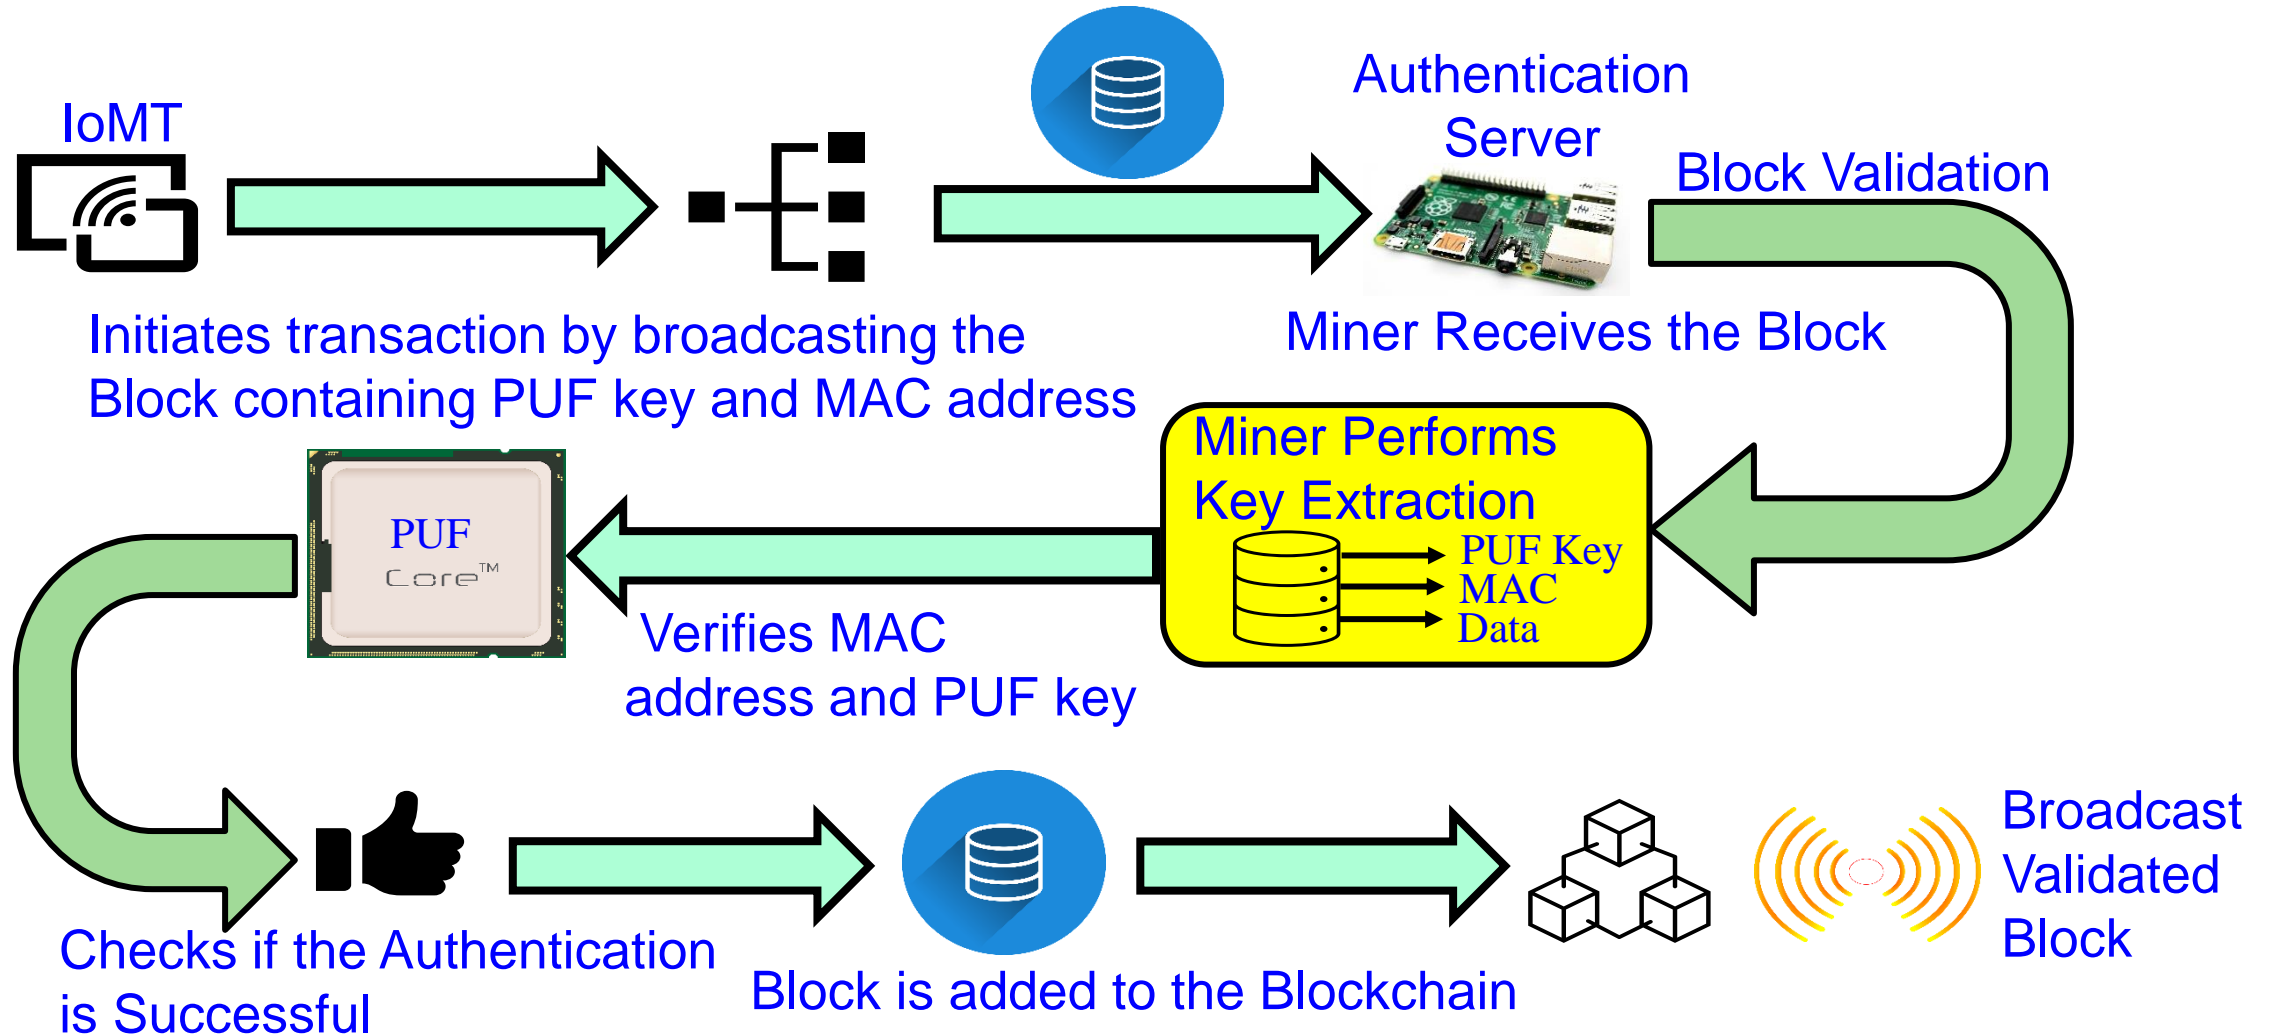 IoMT
Authentication
Server
Block Validation
Initiates transaction by broadcasting the
Block containing PUF key and MAC address
Miner Receives the Block
Miner Performs
Key Extraction
PUF Key
MAC
Data
PUF
Core™
Verifies MAC
address and PUF key
Checks if the Authentication
is Successful
Block is added to the Blockchain
Broadcast
Validated
Block